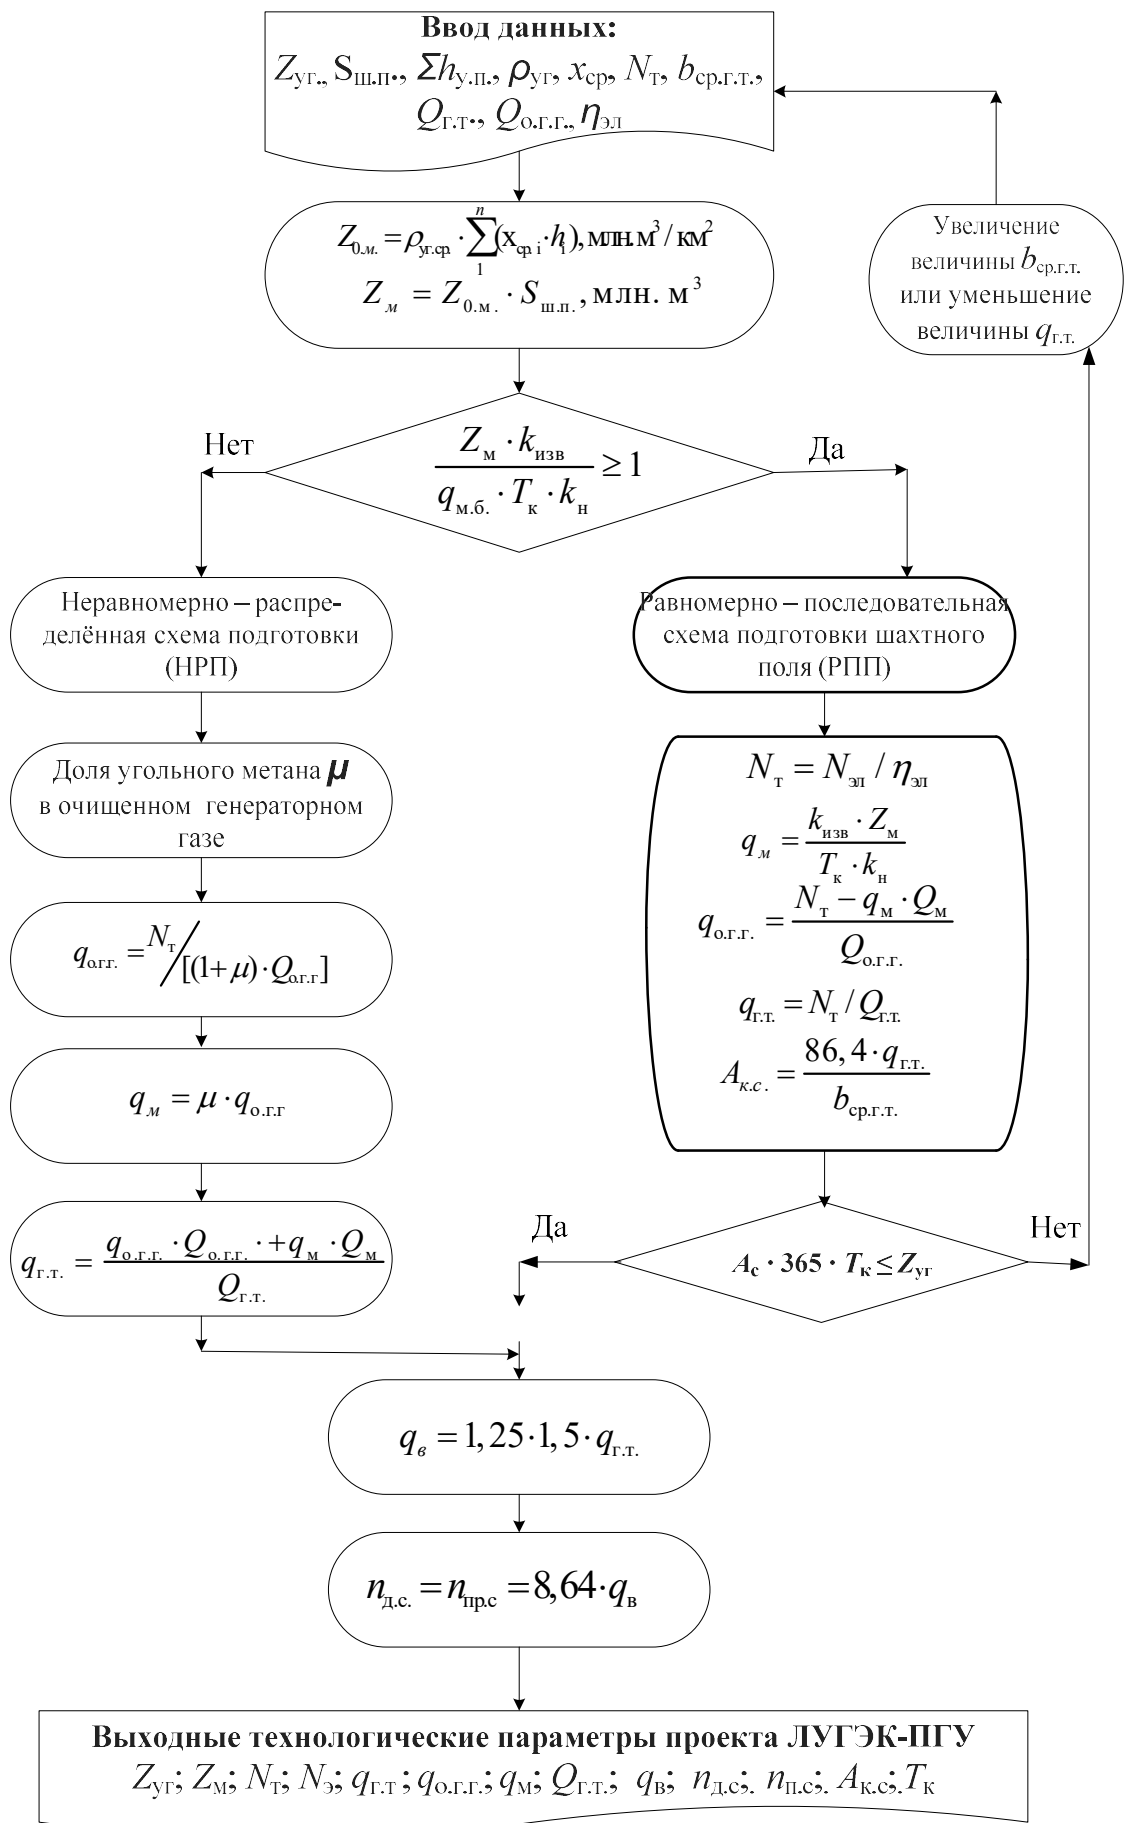 Ввод данных:
Zуг., Sш.п., Σhу.п., ρуг, xср, Nт, bср.г.т.,
Qг.т., Qо.г.г., ηэл
Z0.м. = ρуг.ср. · ∑(n, 1)(xср. i · hi), млн.м³ / км²
Zм = Z0.м. · Sш.п., млн. м³
Увеличение
величины bср.г.т.
или уменьшение
величины qг.т.
Нет
Да
Zм · kизв / qм.б. · Tк · kн ≥ 1
Неравномерно – распре-
делённая схема подготовки
(НРП)
Равномерно – последовательная
схема подготовки шахтного
поля (РПП)
Доля угольного метана μ
в очищенном генераторном
газе
qо.г.г. = Nт / [(1+μ) · Qо.г.г]
qм = μ · qо.г.г
qг.т. = qо.г.г. · Qо.г.г. · + qм · Qм / Qг.т.
Nт = Nэл / ηэл
qм = kизв · Zм / Tк · kн
qо.г.г. = Nт − qм · Qм / Qо.г.г.
qг.т. = Nт / Qг.т.
Aк.с. = 86,4 · qг.т. / bср.г.т.
Да
Нет
Aс · 365 · Tк ≤ Zуг
qв = 1,25·1,5· qг.т.
nд.с. = nпр.с = 8,64· qв
Выходные технологические параметры проекта ЛУГЭК-ПГУ
Zуг; Zм; Nт; Nэ; qг.т ; qо.г.г.; qм; Qг.т.; qв; nд.с; nп.с; Aк.с; Tк